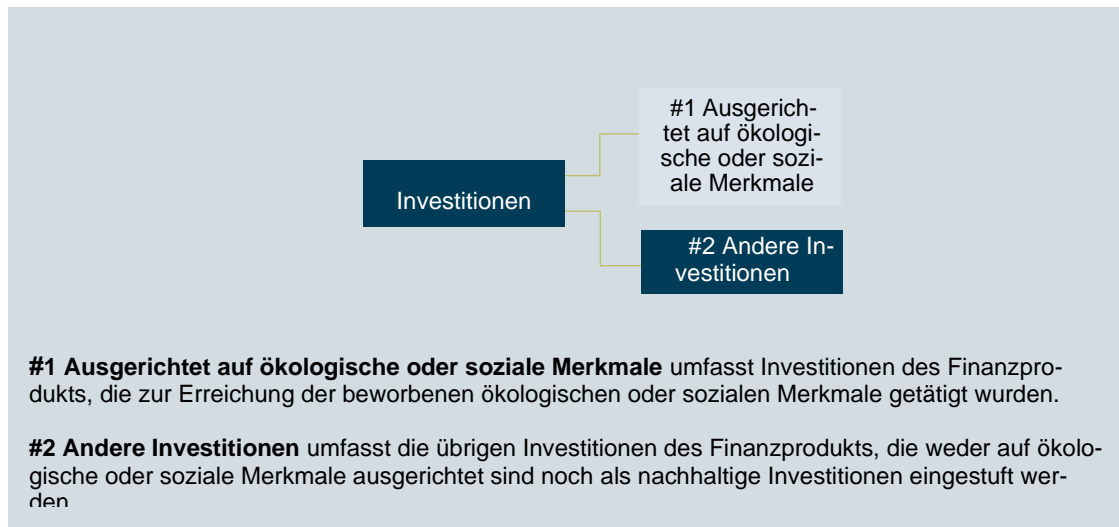 #1 Ausgerich-
tet auf ökologi-
sche oder sozi-
ale Merkmale
Investitionen
#2 Andere In-
vestitionen
#1 Ausgerichtet auf ökologische oder soziale Merkmale umfasst Investitionen des Finanzpro-
dukts, die zur Erreichung der beworbenen ökologischen oder sozialen Merkmale getätigt wurden.
#2 Andere Investitionen umfasst die übrigen Investitionen des Finanzprodukts, die weder auf ökolo-
gische oder soziale Merkmale ausgerichtet sind noch als nachhaltige Investitionen eingestuft wer-
den